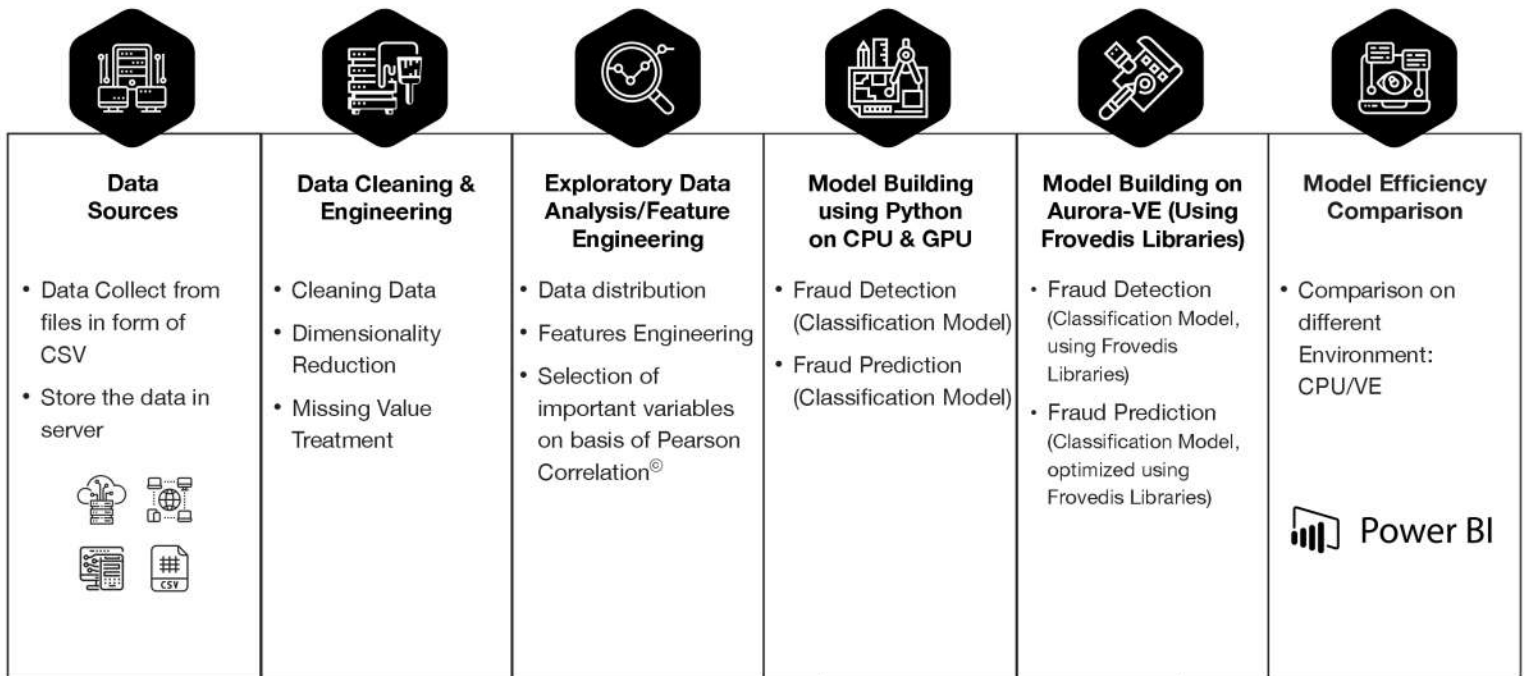 Data
Sources
• Data Collect from
files in form of
CSV
• Store the data in
server
CSV
Data Cleaning &
Engineering
• Cleaning Data
• Dimensionality
Reduction
• Missing Value
Treatment
Exploratory Data
Analysis/Feature
Engineering
• Data distribution
• Features Engineering
• Selection of
important variables
on basis of Pearson
Correlation©
Model Building
using Python
on CPU & GPU
• Fraud Detection
(Classification Model)
• Fraud Prediction
(Classification Model)
Model Building on
Aurora-VE (Using
Frovedis Libraries)
• Fraud Detection
(Classification Model,
using Frovedis
Libraries)
• Fraud Prediction
(Classification Model,
optimized using
Frovedis Libraries)
Model Efficiency
Comparison
• Comparison on
different
Environment:
CPU/VE
Power BI